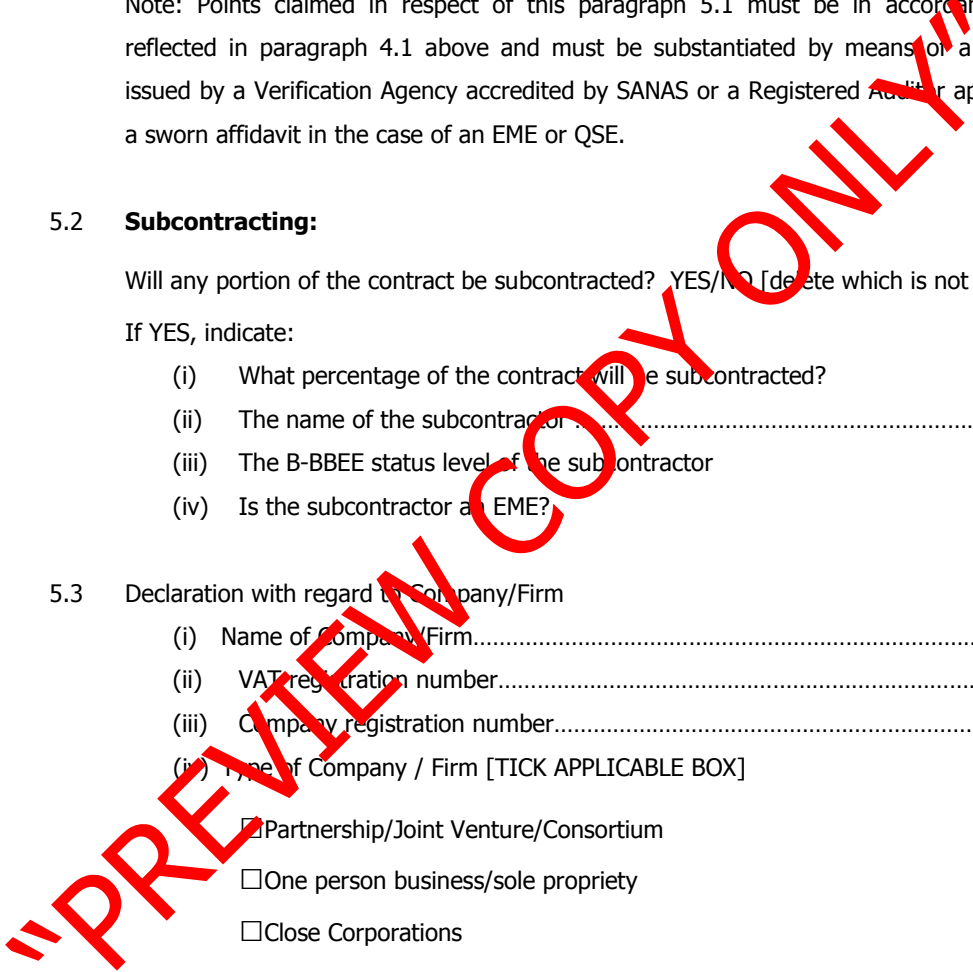 Note: Points claimed in respect of this paragraph 5.1 must be in
reflected in paragraph 4.1 above and must be substantiated by means of a
issued by a Verification Agency accredited by SANAS or a Registered Auditor
a sworn affidavit in the case of an EME or QSE.
5.2 Subcontracting:
Will any portion of the contract be subcontracted? YES/NO [delete which is not
If YES, indicate:
(i) What percentage of the contract will be subcontracted?
(ii) The name of the subcontractor ……………………………………………………
(iii) The B-BBEE status level of the subcontractor
(iv) Is the subcontractor an EME?
5.3 Declaration with regard to Company/Firm
(i) Name of Company/Firm……………………………………………………………………
(ii) VAT registration number…………………………………………………………………
(iii) Company registration number…………………………………………………………
(iv) Type of Company / Firm [TICK APPLICABLE BOX]
☐Partnership/Joint Venture/Consortium
☐One person business/sole propriety
☐Close Corporations
"PREVIEW COPY ONLY"